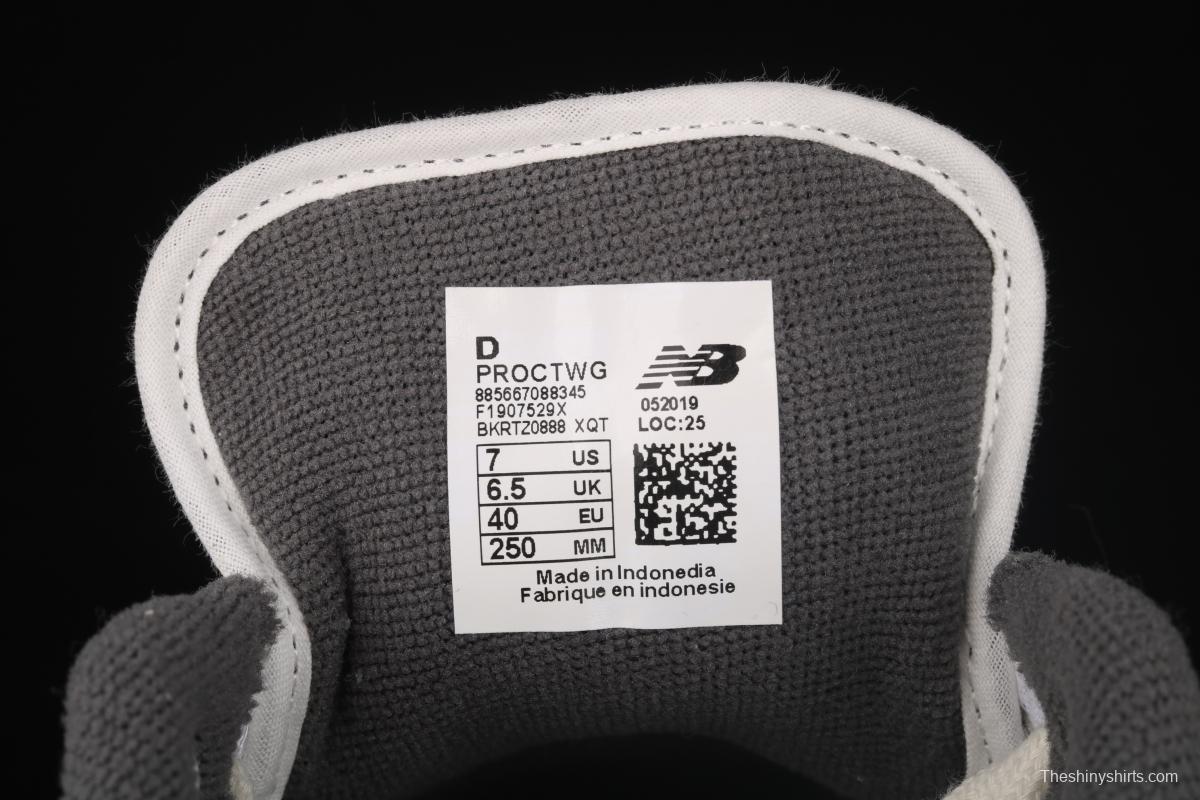 D
PROCTWG
885667088345
F1907529X
BKRTZ0888 XQT
7 US
6.5 UK
40 EU
250 MM
NB
052019
LOC:25
Made in Indonedia
Fabrique en indonesie
Theshinyshirts.com